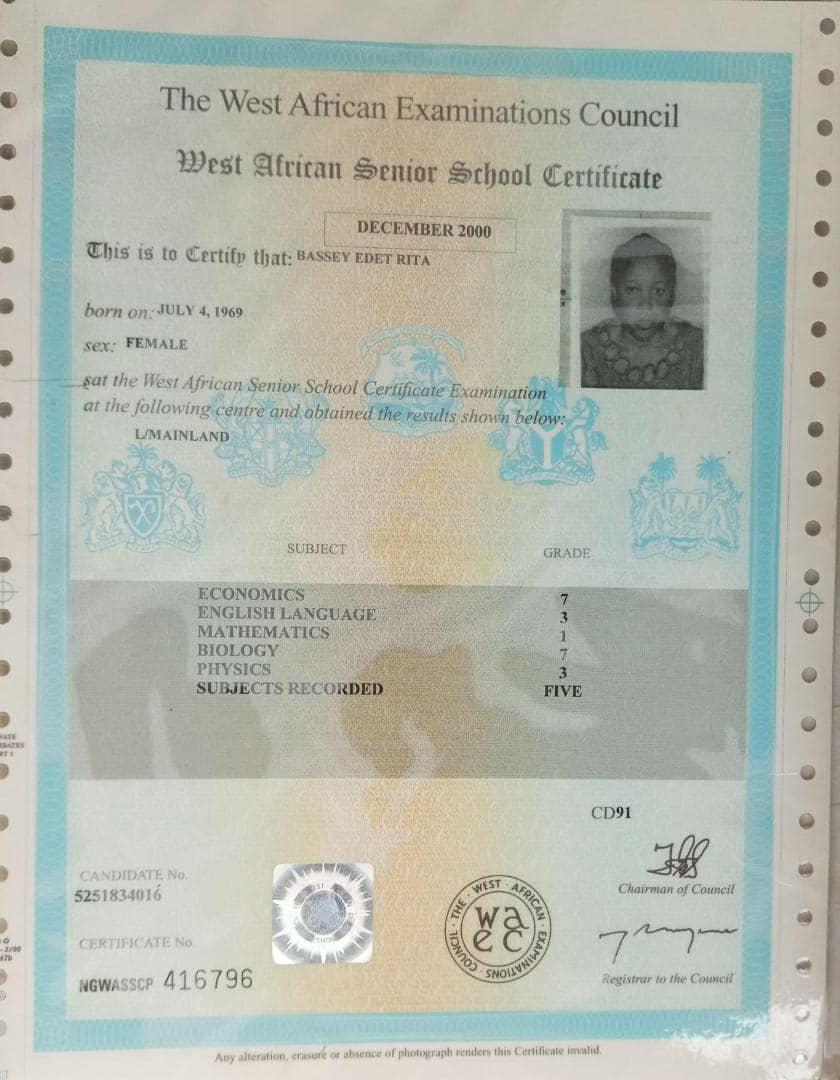 The West African Examinations Council
West African Senior School Certificate
DECEMBER 2000
This is to Certify that: BASSEY EDET RITA
born on: JULY 4, 1969
sex: FEMALE
sat the West African Senior School Certificate Examination
at the following centre and obtained the results shown below:
L/MAINLAND
SUBJECT GRADE
ECONOMICS 7
ENGLISH LANGUAGE 3
MATHEMATICS 1
BIOLOGY 7
PHYSICS 3
SUBJECTS RECORDED FIVE
CD91
CANDIDATE No.
5251834016
Chairman of Council
THE · WEST · AFRICAN · EXAMINATIONS · COUNCIL
waec
CERTIFICATE No.
NGWASSCP 416796
Registrar to the Council
Any alteration, erasure or absence of photograph renders this Certificate invalid.